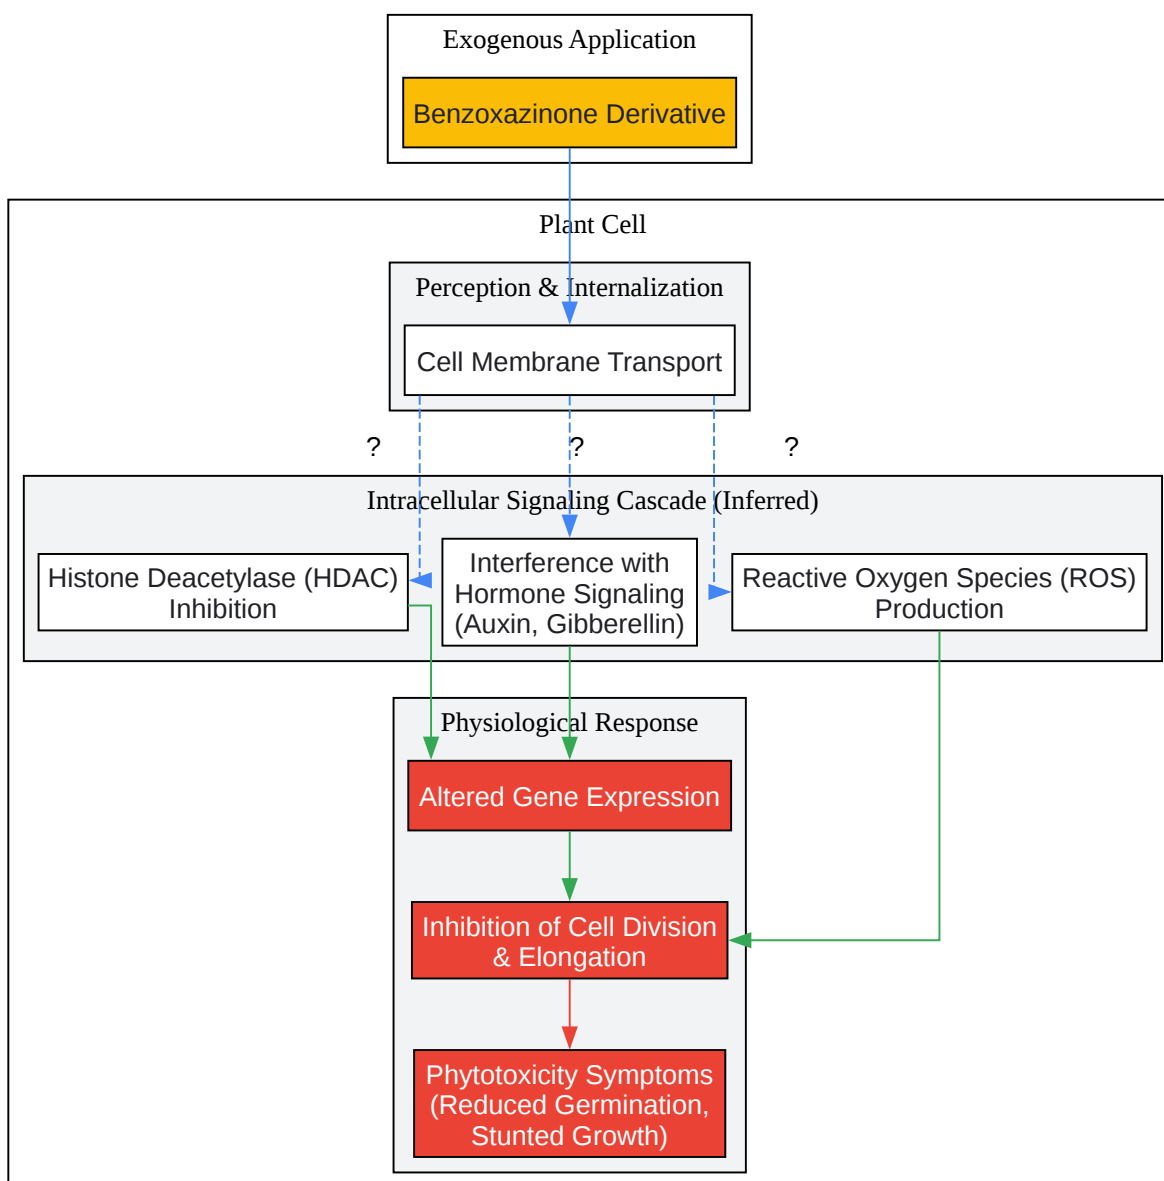 Exogenous Application
Benzoxazinone Derivative
Plant Cell
Perception & Internalization
Cell Membrane Transport
?
?
?
Intracellular Signaling Cascade (Inferred)
Histone Deacetylase (HDAC)
Inhibition
Interference with
Hormone Signaling
(Auxin, Gibberellin)
Reactive Oxygen Species (ROS)
Production
Physiological Response
Altered Gene Expression
Inhibition of Cell Division
& Elongation
Phytotoxicity Symptoms
(Reduced Germination,
Stunted Growth)